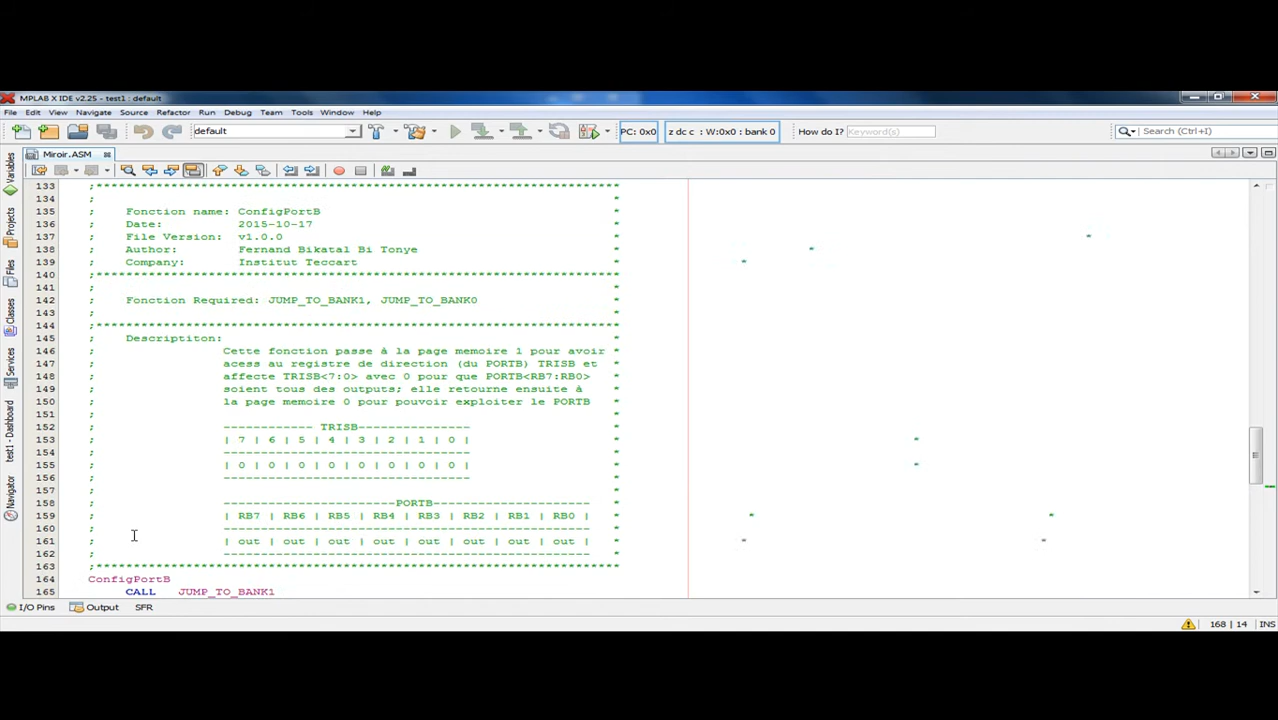 MPLAB X IDE v2.25 - test1 : default
File Edit View Navigate Source Refactor Run Debug Team Tools Window Help
default PC: 0x0 z dc c : W:0x0 : bank 0 How do I? (Keyword(s)) Search (Ctrl+I)
Miroir.ASM
Variables
Projects
Files
Classes
Services
test1 - Dashboard
Navigator
133 ;**********************************************************************
134 ; *
135 ; Fonction name: ConfigPortB *
136 ; Date: 2015-10-17 *
137 ; File Version: v1.0.0 *
138 ; Author: Fernand Bikatal Bi Tonye *
139 ; Company: Institut Teccart *
140 ;**********************************************************************
141 ; *
142 ; Fonction Required: JUMP_TO_BANK1, JUMP_TO_BANK0 *
143 ; *
144 ;**********************************************************************
145 ; Descriptiton: *
146 ; Cette fonction passe à la page memoire 1 pour avoir *
147 ; acess au registre de direction (du PORTB) TRISB et *
148 ; affecte TRISB<7:0> avec 0 pour que PORTB<RB7:RB0> *
149 ; soient tous des outputs; elle retourne ensuite à *
150 ; la page memoire 0 pour pouvoir exploiter le PORTB *
151 ; *
152 ; ------------ TRISB--------------- *
153 ; | 7 | 6 | 5 | 4 | 3 | 2 | 1 | 0 | *
154 ; --------------------------------- *
155 ; | 0 | 0 | 0 | 0 | 0 | 0 | 0 | 0 | *
156 ; --------------------------------- *
157 ; *
158 ; -----------------------PORTB--------------------- *
159 ; | RB7 | RB6 | RB5 | RB4 | RB3 | RB2 | RB1 | RB0 | *
160 ; ------------------------------------------------- *
161 ; | out | out | out | out | out | out | out | out | *
162 ; ------------------------------------------------- *
163 ;**********************************************************************
164 ConfigPortB
165 CALL JUMP_TO_BANK1
I/O Pins Output SFR
168 | 14 INS